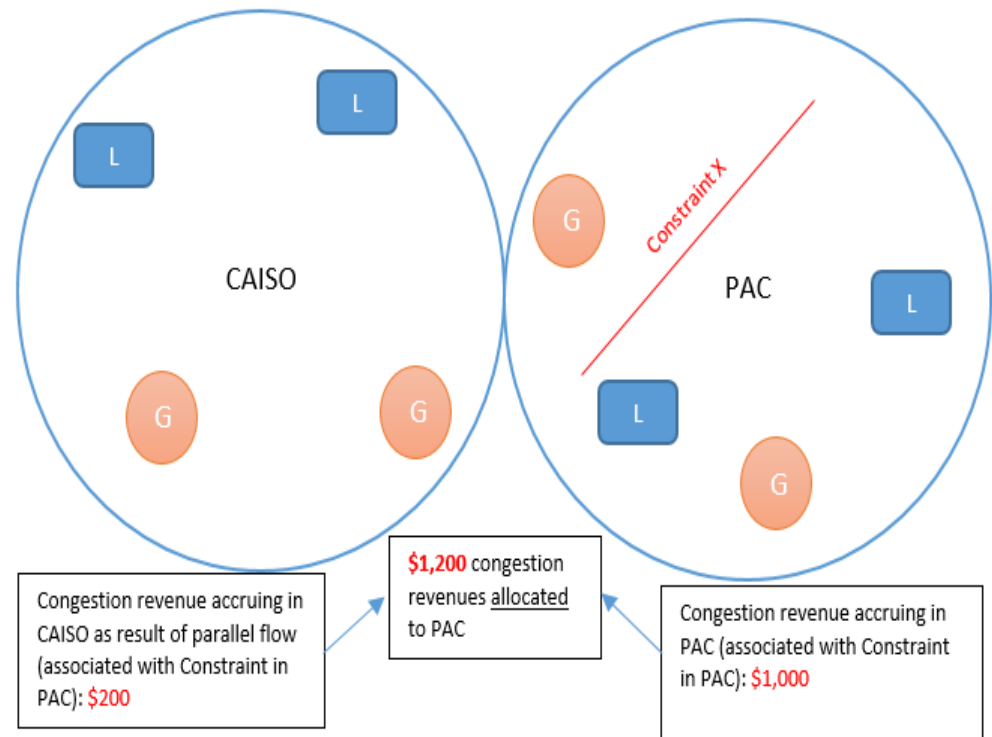 L
L
G
Constraint X
CAISO
PAC
L
G
G
L
G
Congestion revenue accruing in
CAISO as result of parallel flow
(associated with Constraint in
PAC): $200
$1,200 congestion
revenues allocated
to PAC
Congestion revenue accruing in
PAC (associated with Constraint
in PAC): $1,000